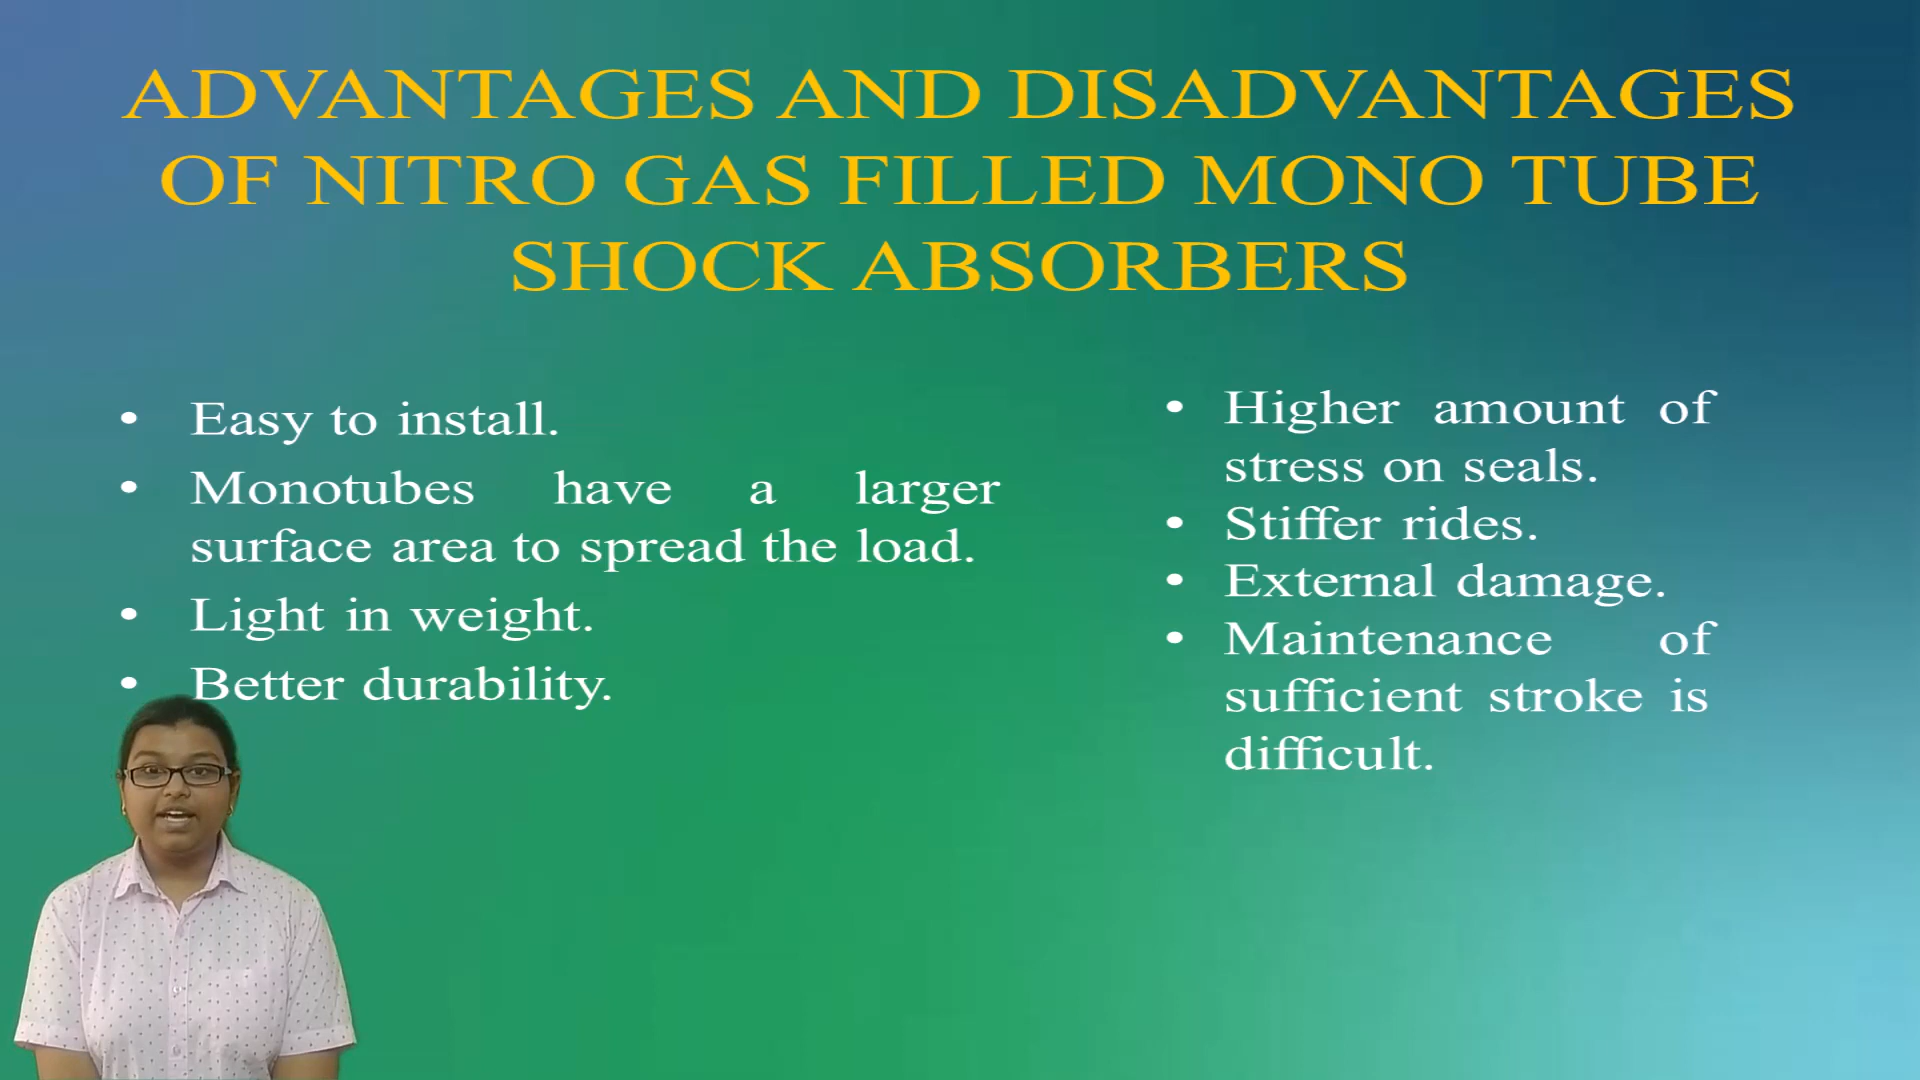 ADVANTAGES AND DISADVANTAGES
OF NITRO GAS FILLED MONO TUBE
SHOCK ABSORBERS
• Easy to install.
• Monotubes have a larger
surface area to spread the load.
• Light in weight.
• Better durability.
• Higher amount of
stress on seals.
• Stiffer rides.
• External damage.
• Maintenance of
sufficient stroke is
difficult.